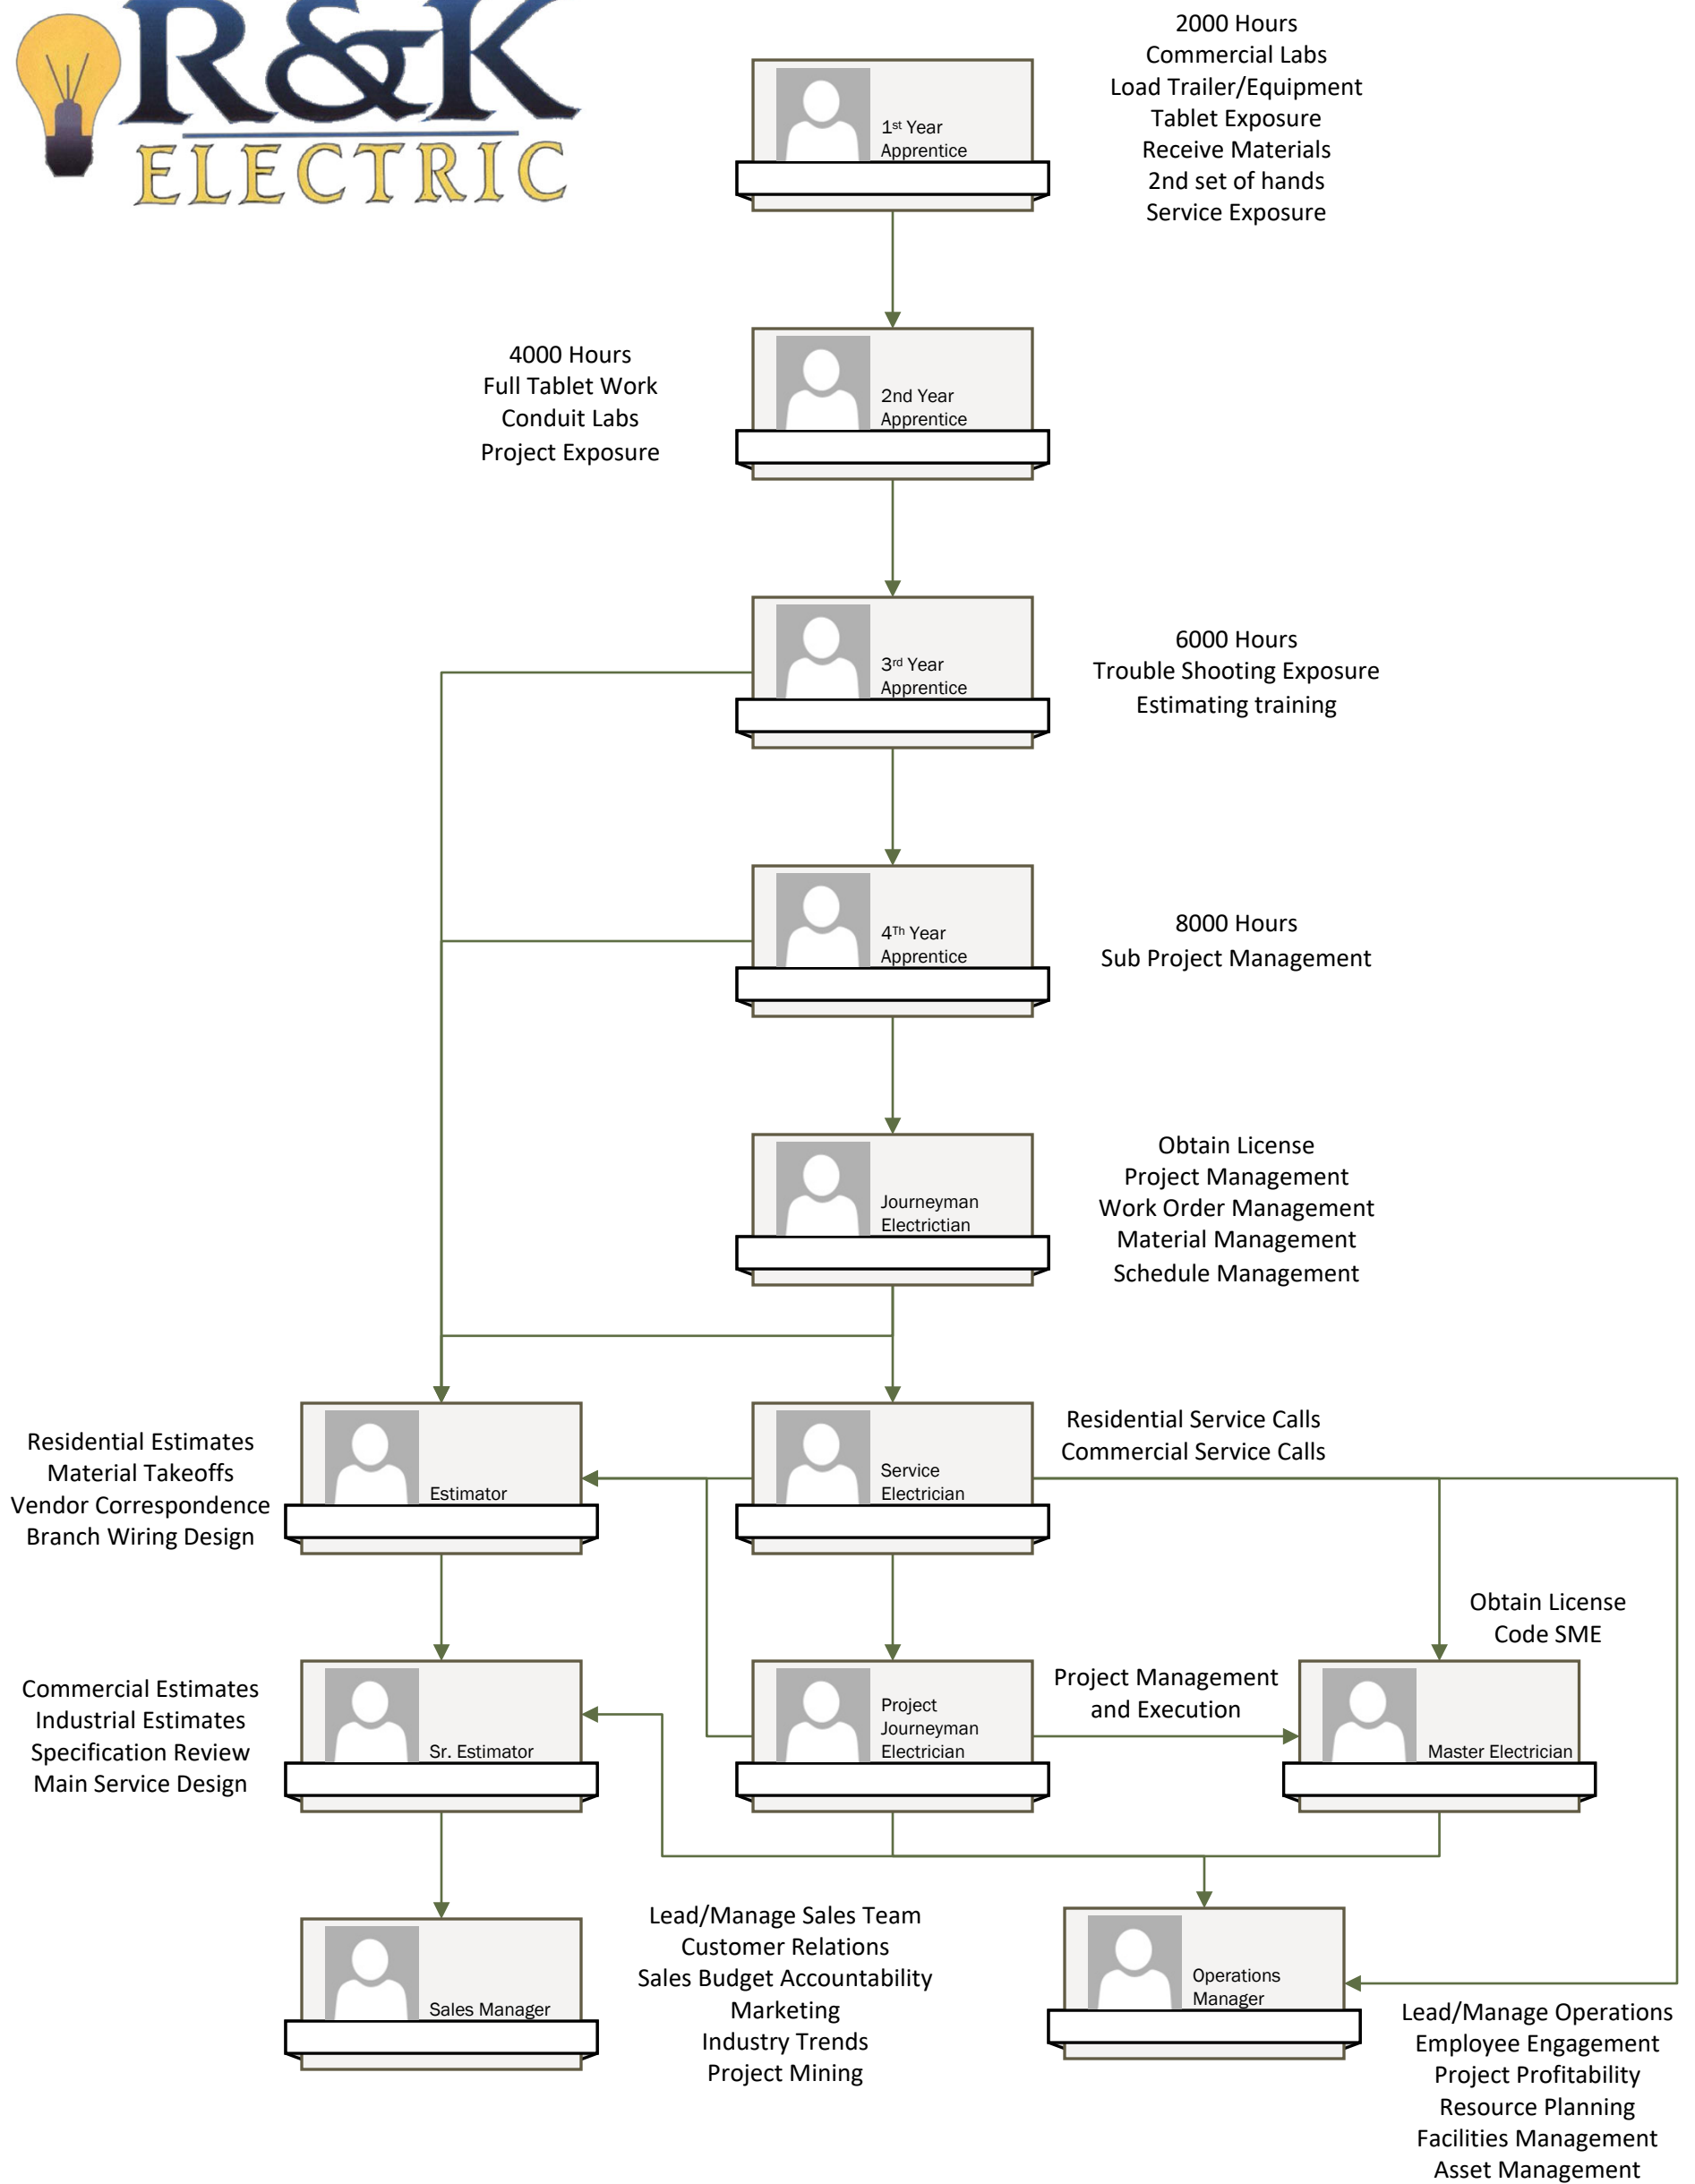 R&K
ELECTRIC
2000 Hours
Commercial Labs
Load Trailer/Equipment
Tablet Exposure
Receive Materials
2nd set of hands
Service Exposure
1st Year
Apprentice
4000 Hours
Full Tablet Work
Conduit Labs
Project Exposure
2nd Year
Apprentice
3rd Year
Apprentice
6000 Hours
Trouble Shooting Exposure
Estimating training
4Th Year
Apprentice
8000 Hours
Sub Project Management
Journeyman
Electrictian
Obtain License
Project Management
Work Order Management
Material Management
Schedule Management
Residential Estimates
Material Takeoffs
Vendor Correspondence
Branch Wiring Design
Estimator
Service
Electrician
Residential Service Calls
Commercial Service Calls
Obtain License
Code SME
Commercial Estimates
Industrial Estimates
Specification Review
Main Service Design
Sr. Estimator
Project
Journeyman
Electrician
Project Management
and Execution
Master Electrician
Sales Manager
Lead/Manage Sales Team
Customer Relations
Sales Budget Accountability
Marketing
Industry Trends
Project Mining
Operations
Manager
Lead/Manage Operations
Employee Engagement
Project Profitability
Resource Planning
Facilities Management
Asset Management